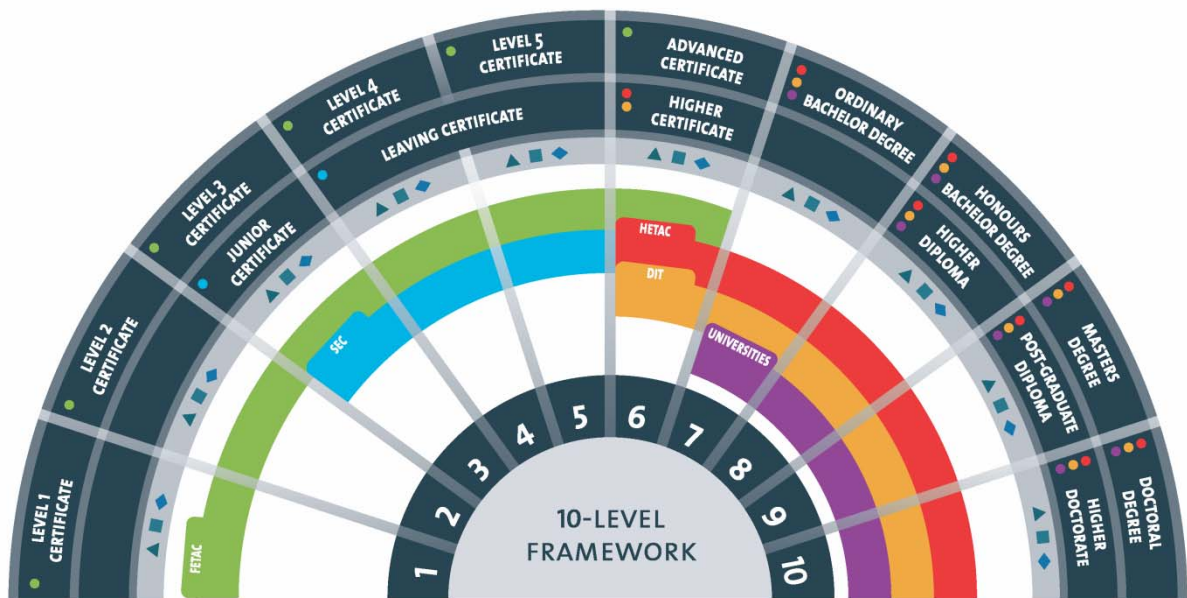 LEVEL 1
CERTIFICATE
LEVEL 2
CERTIFICATE
LEVEL 3
CERTIFICATE
LEVEL 4
CERTIFICATE
LEVEL 5
CERTIFICATE
ADVANCED
CERTIFICATE
ORDINARY
BACHELOR DEGREE
HONOURS
BACHELOR DEGREE
MASTERS
DEGREE
DOCTORAL
DEGREE
JUNIOR
CERTIFICATE
LEAVING CERTIFICATE
HIGHER
CERTIFICATE
HIGHER
DIPLOMA
POST-GRADUATE
DIPLOMA
HIGHER
DOCTORATE
FETAC
SEC
HETAC
DIT
UNIVERSITIES
1
2
3
4
5
6
7
8
9
10
10-LEVEL
FRAMEWORK